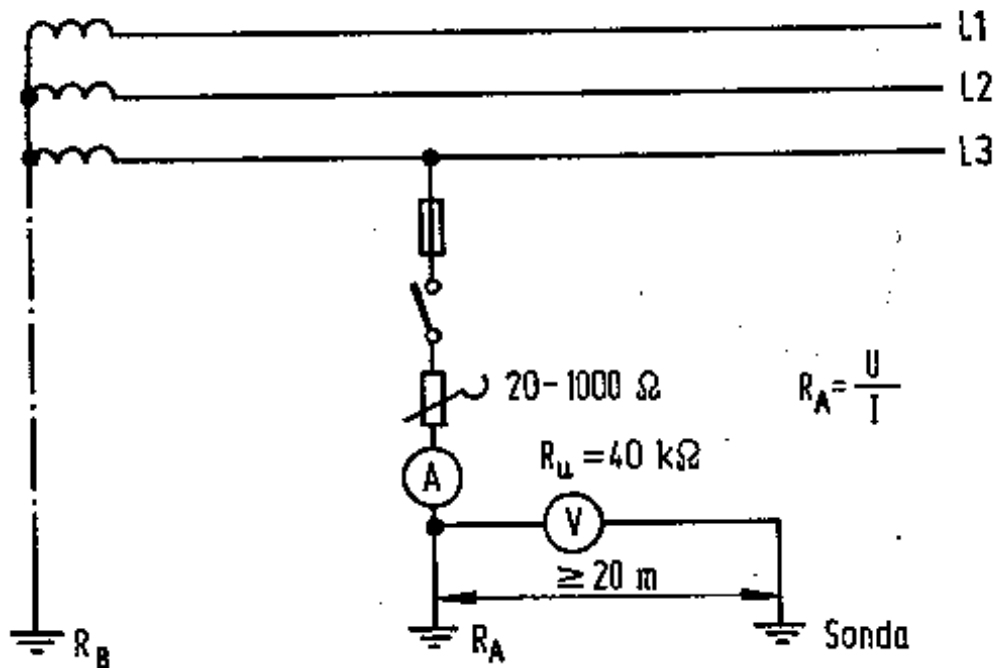 L1
L2
L3
20-1000 Ω
R_A = U/I
R_u = 40 kΩ
A
V
≥ 20 m
R_B
R_A
Sonda